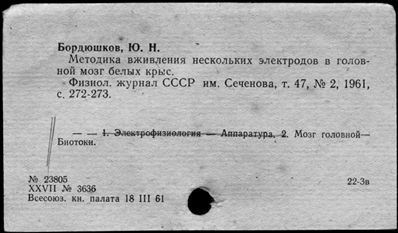 Бордюшков, Ю. Н.
Методика вживления нескольких электродов в голов-
ной мозг белых крыс.
Физиол. журнал СССР им. Сеченова, т. 47, № 2, 1961,
с. 272-273.
— — 1. Электрофизиология — Аппаратура. 2. Мозг головной—
Биотоки.
№ 23805
22-3в
XXVII № 3636
Всесоюз. кн. палата 18 III 61